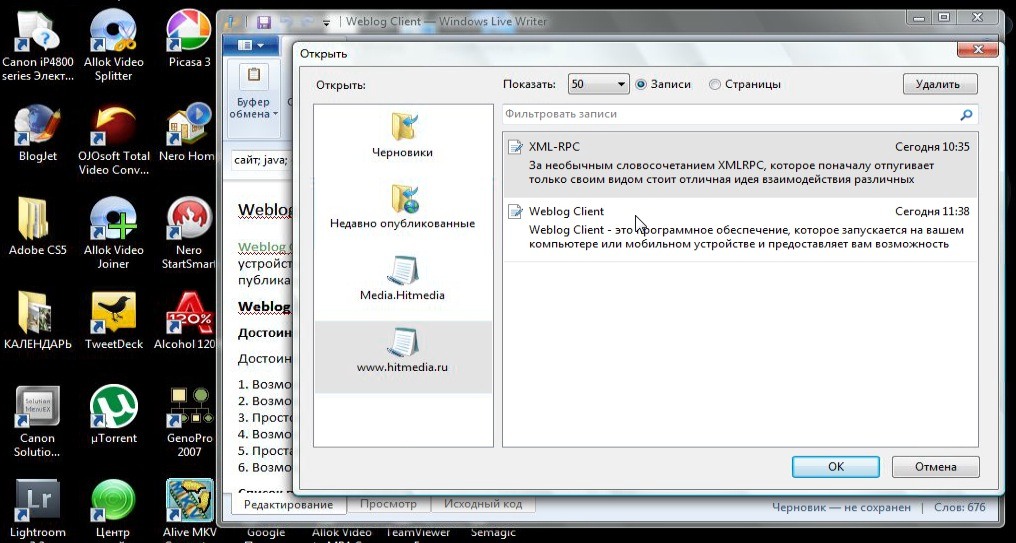 Canon iP4800
series Элект...
Allok Video
Splitter
Picasa 3
BlogJet
OJOsoft Total
Video Conv...
Nero Hom
Adobe CS5
Allok Video
Joiner
Nero
StartSmart
КАЛЕНДАРЬ
TweetDeck
Alcohol 120
120%
Solution
MenuEX
Canon
Solutio...
µTorrent
GenoPro
2007
Lr
Lightroom
Центр
Alive MKV
Google
Allok Video
TeamViewer
Semagic
Weblog Client — Windows Live Writer
Буфер
обмена
сайт; java;
Weblog
Weblog
устройст
публика
Weblog
Достоин
Достоин
1. Возмо
2. Возмо
3. Просто
4. Возмо
5. Проста
6. Возмо
Редактирование
Просмотр
Исходный код
Черновик — не сохранен
Слов: 676
Открыть
Открыть:
Показать:
50
Записи
Страницы
Удалить
Черновики
Недавно опубликованные
Media.Hitmedia
www.hitmedia.ru
Фильтровать записи
XML-RPC Сегодня 10:35
За необычным словосочетанием XMLRPC, которое поначалу отпугивает
только своим видом стоит отличная идея взаимодействия различных
Weblog Client Сегодня 11:38
Weblog Client - это программное обеспечение, которое запускается на вашем
компьютере или мобильном устройстве и предоставляет вам возможность
OK
Отмена